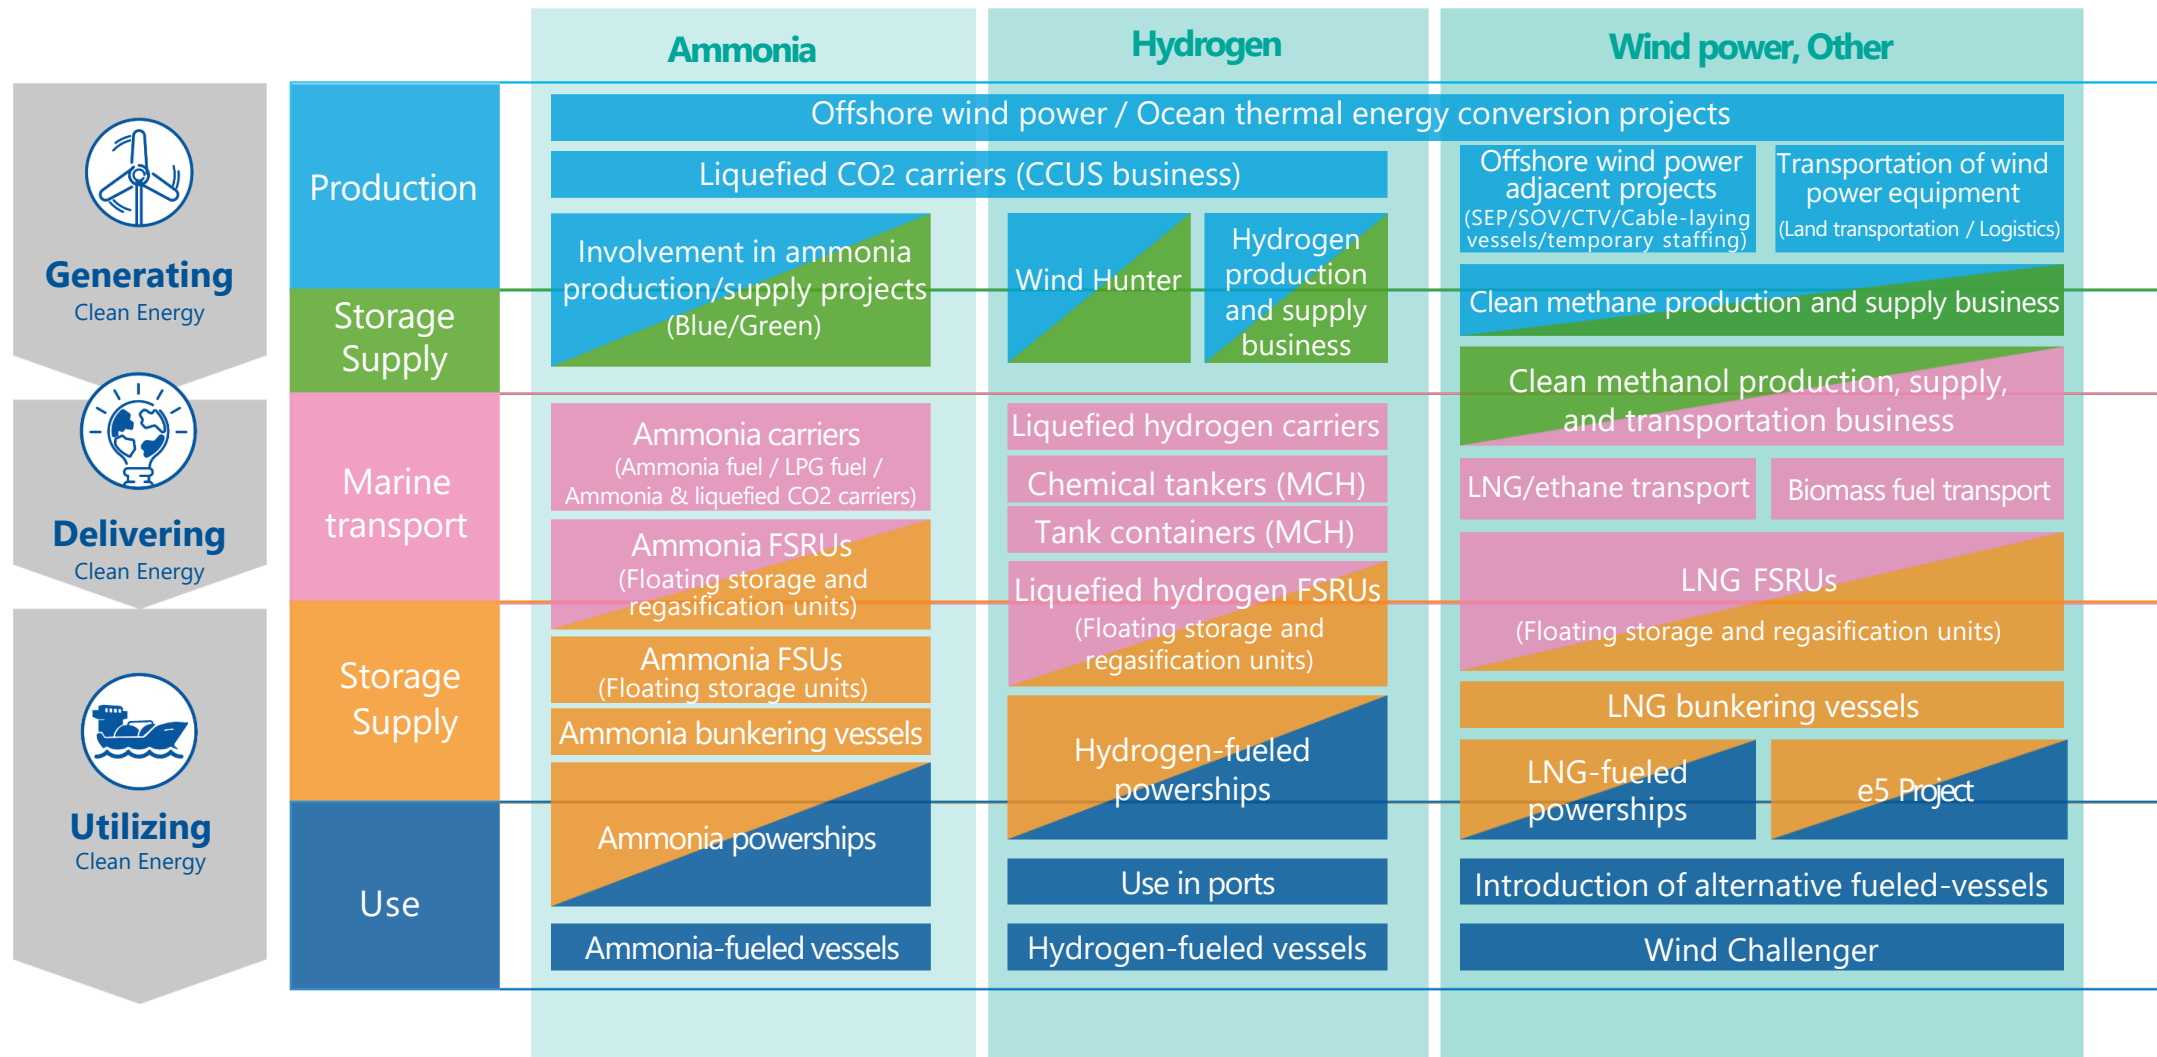 Ammonia
Hydrogen
Wind power, Other
Generating
Clean Energy
Delivering
Clean Energy
Utilizing
Clean Energy
Production
Storage
Supply
Marine
transport
Storage
Supply
Use
Offshore wind power / Ocean thermal energy conversion projects
Liquefied CO2 carriers (CCUS business)
Offshore wind power
adjacent projects
(SEP/SOV/CTV/Cable-laying
vessels/temporary staffing)
Transportation of wind
power equipment
(Land transportation / Logistics)
Involvement in ammonia
production/supply projects
(Blue/Green)
Wind Hunter
Hydrogen
production
and supply
business
Clean methane production and supply business
Clean methanol production, supply,
and transportation business
Ammonia carriers
(Ammonia fuel / LPG fuel /
Ammonia & liquefied CO2 carriers)
Liquefied hydrogen carriers
Chemical tankers (MCH)
Tank containers (MCH)
LNG/ethane transport
Biomass fuel transport
Ammonia FSRUs
(Floating storage and
regasification units)
Liquefied hydrogen FSRUs
(Floating storage and
regasification units)
LNG FSRUs
(Floating storage and regasification units)
Ammonia FSUs
(Floating storage units)
Ammonia bunkering vessels
LNG bunkering vessels
Ammonia powerships
Hydrogen-fueled
powerships
LNG-fueled
powerships
e5 Project
Use in ports
Introduction of alternative fueled-vessels
Ammonia-fueled vessels
Hydrogen-fueled vessels
Wind Challenger